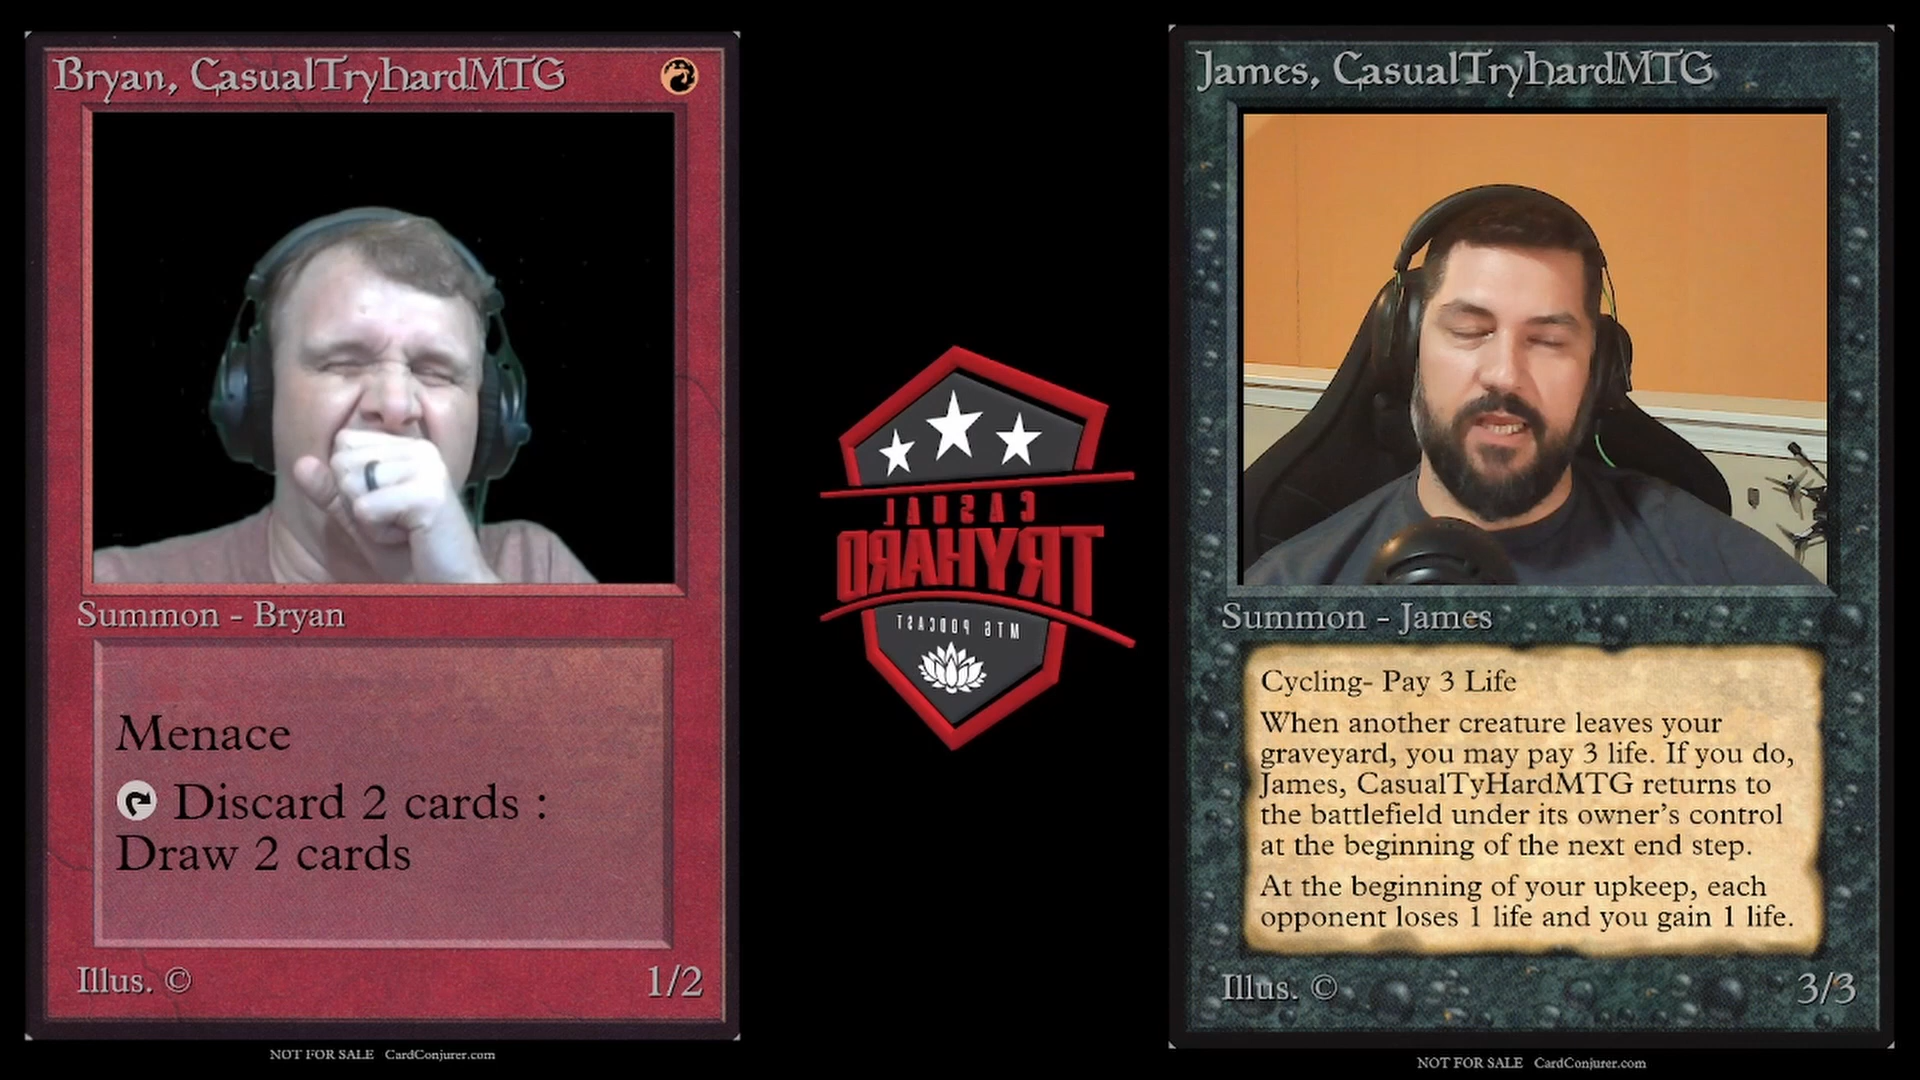 Bryan, CasualTryhardMTG
Summon - Bryan
Menace
Discard 2 cards :
Draw 2 cards
Illus. ©
1/2
NOT FOR SALE CardConjurer.com
CASUAL
TRYHARD
MTG PODCAST
James, CasualTryhardMTG
Summon - James
Cycling- Pay 3 Life
When another creature leaves your
graveyard, you may pay 3 life. If you do,
James, CasualTyHardMTG returns to
the battlefield under its owner's control
at the beginning of the next end step.
At the beginning of your upkeep, each
opponent loses 1 life and you gain 1 life.
Illus. ©
3/3
NOT FOR SALE CardConjurer.com